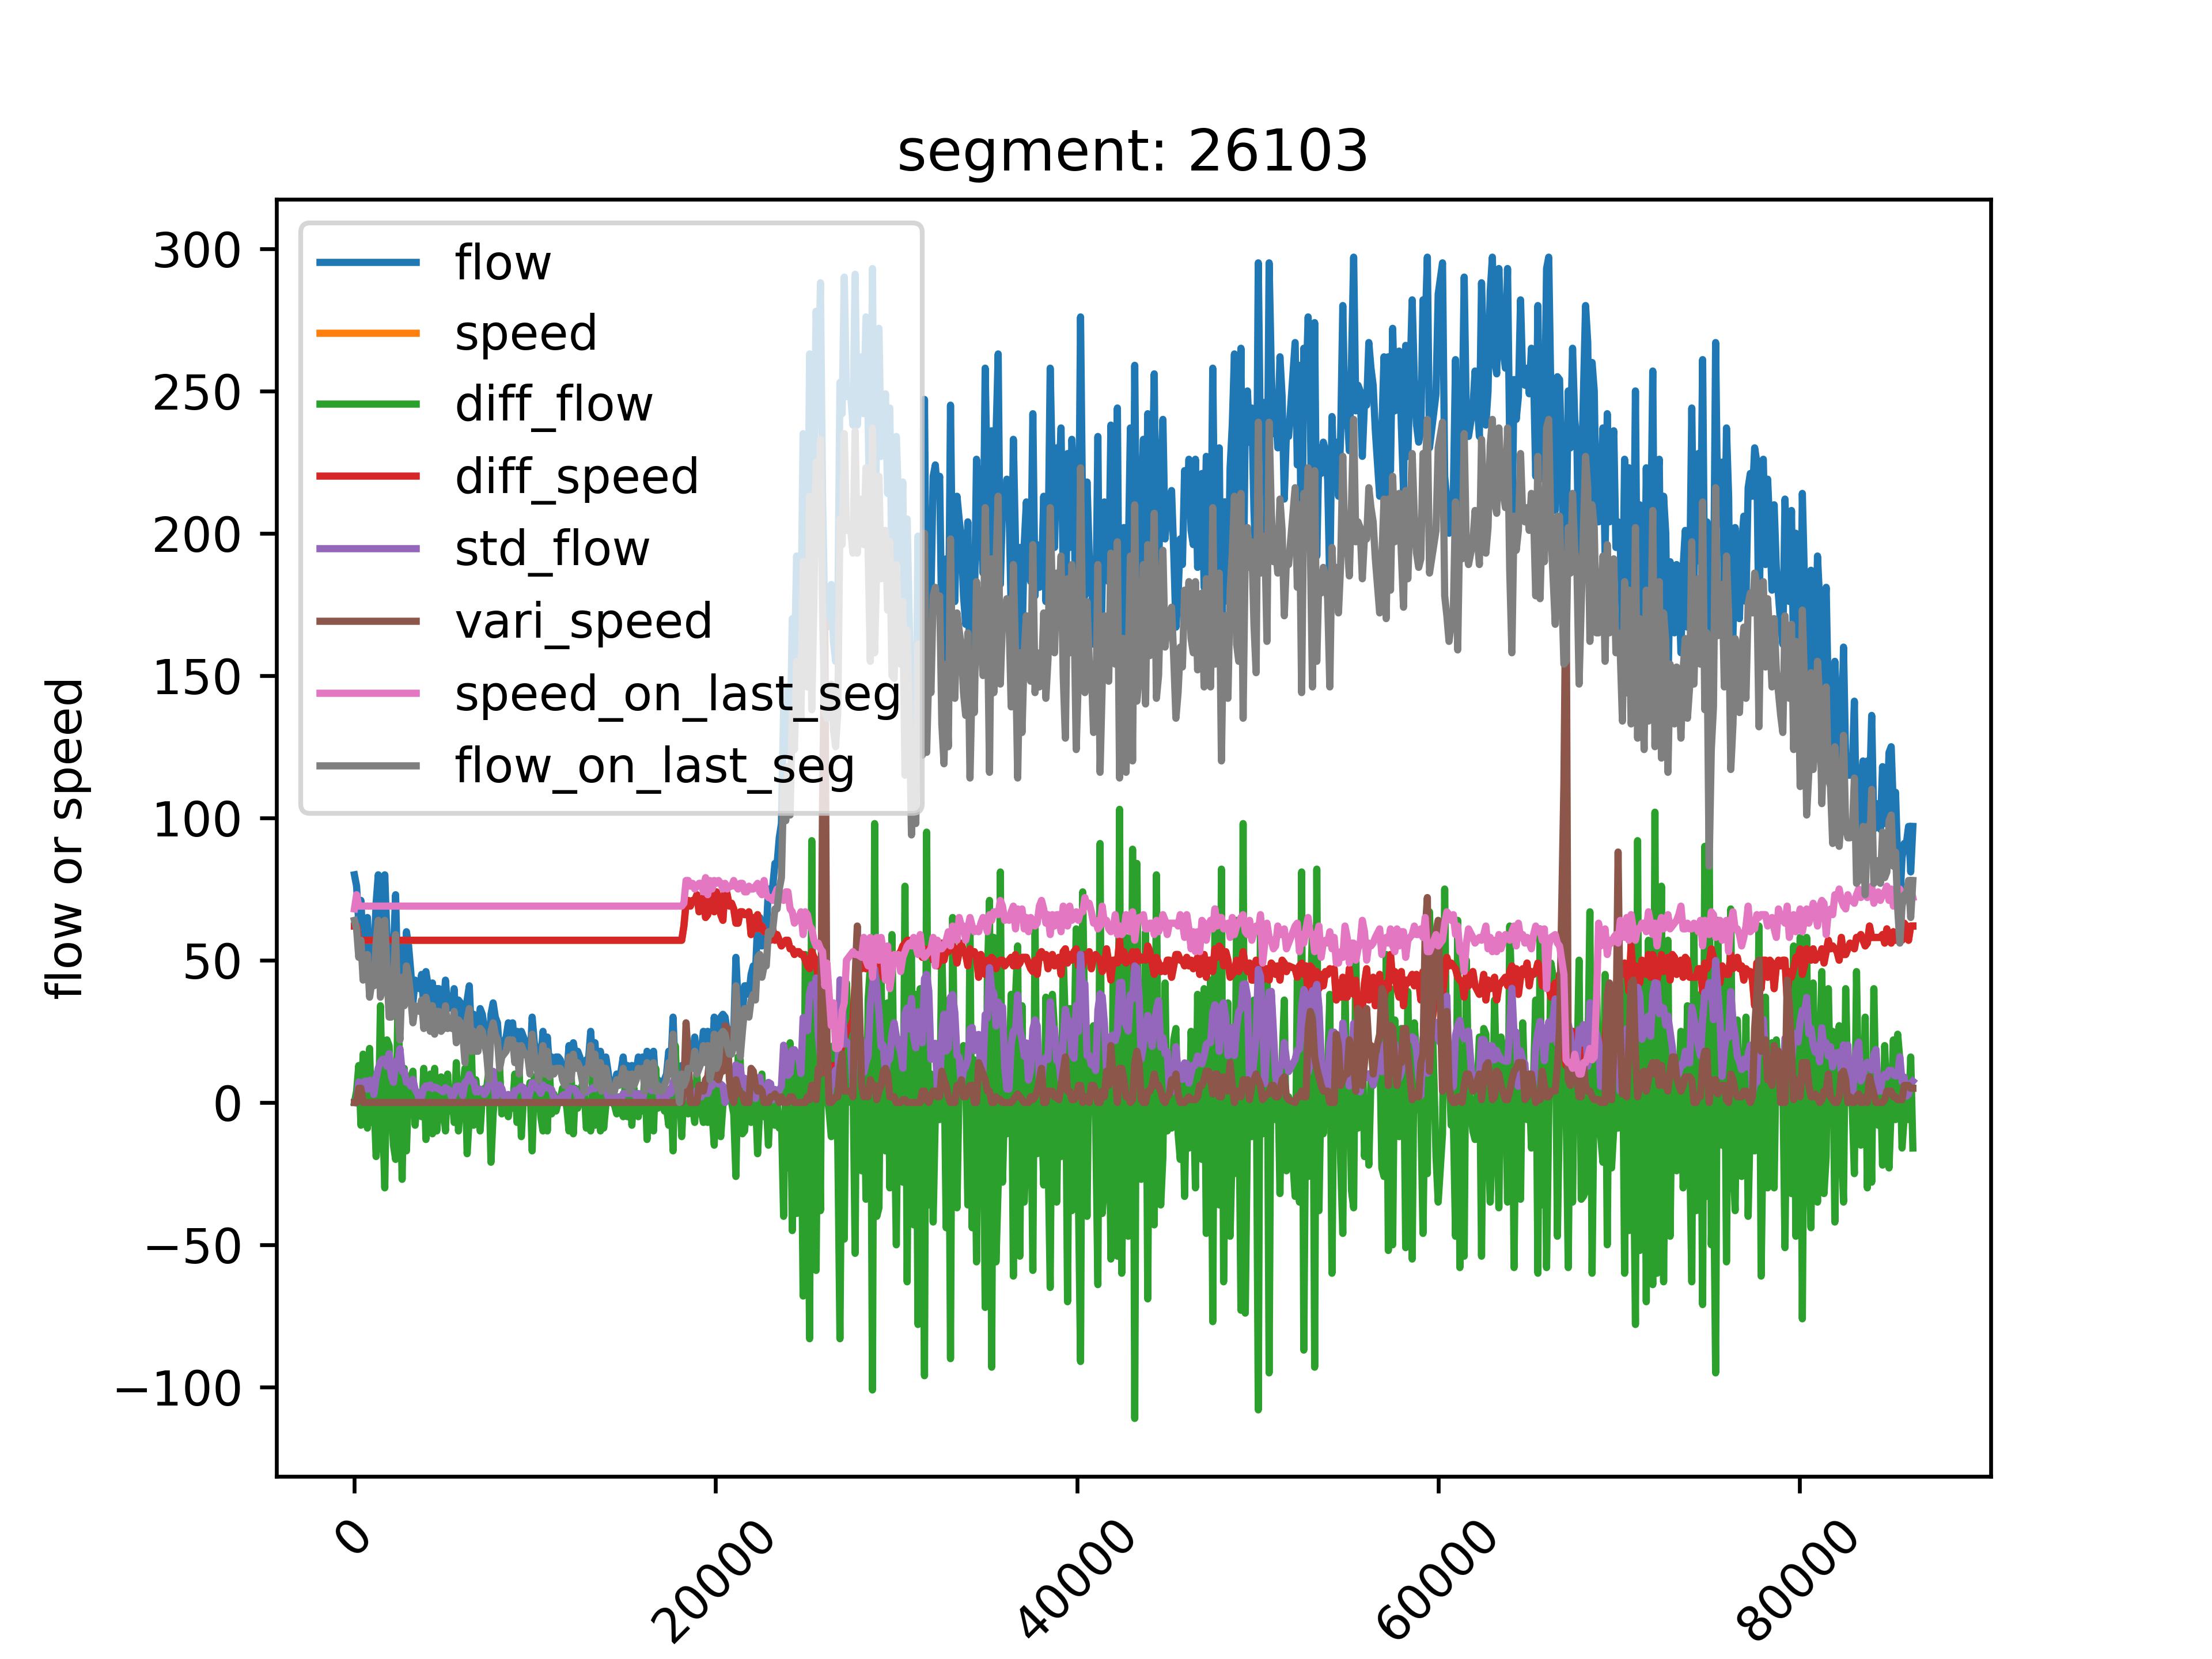 segment: 26103
flow or speed
300
250
200
150
100
50
0
−50
−100
flow
speed
diff_flow
diff_speed
std_flow
vari_speed
speed_on_last_seg
flow_on_last_seg
0
20000
40000
60000
80000